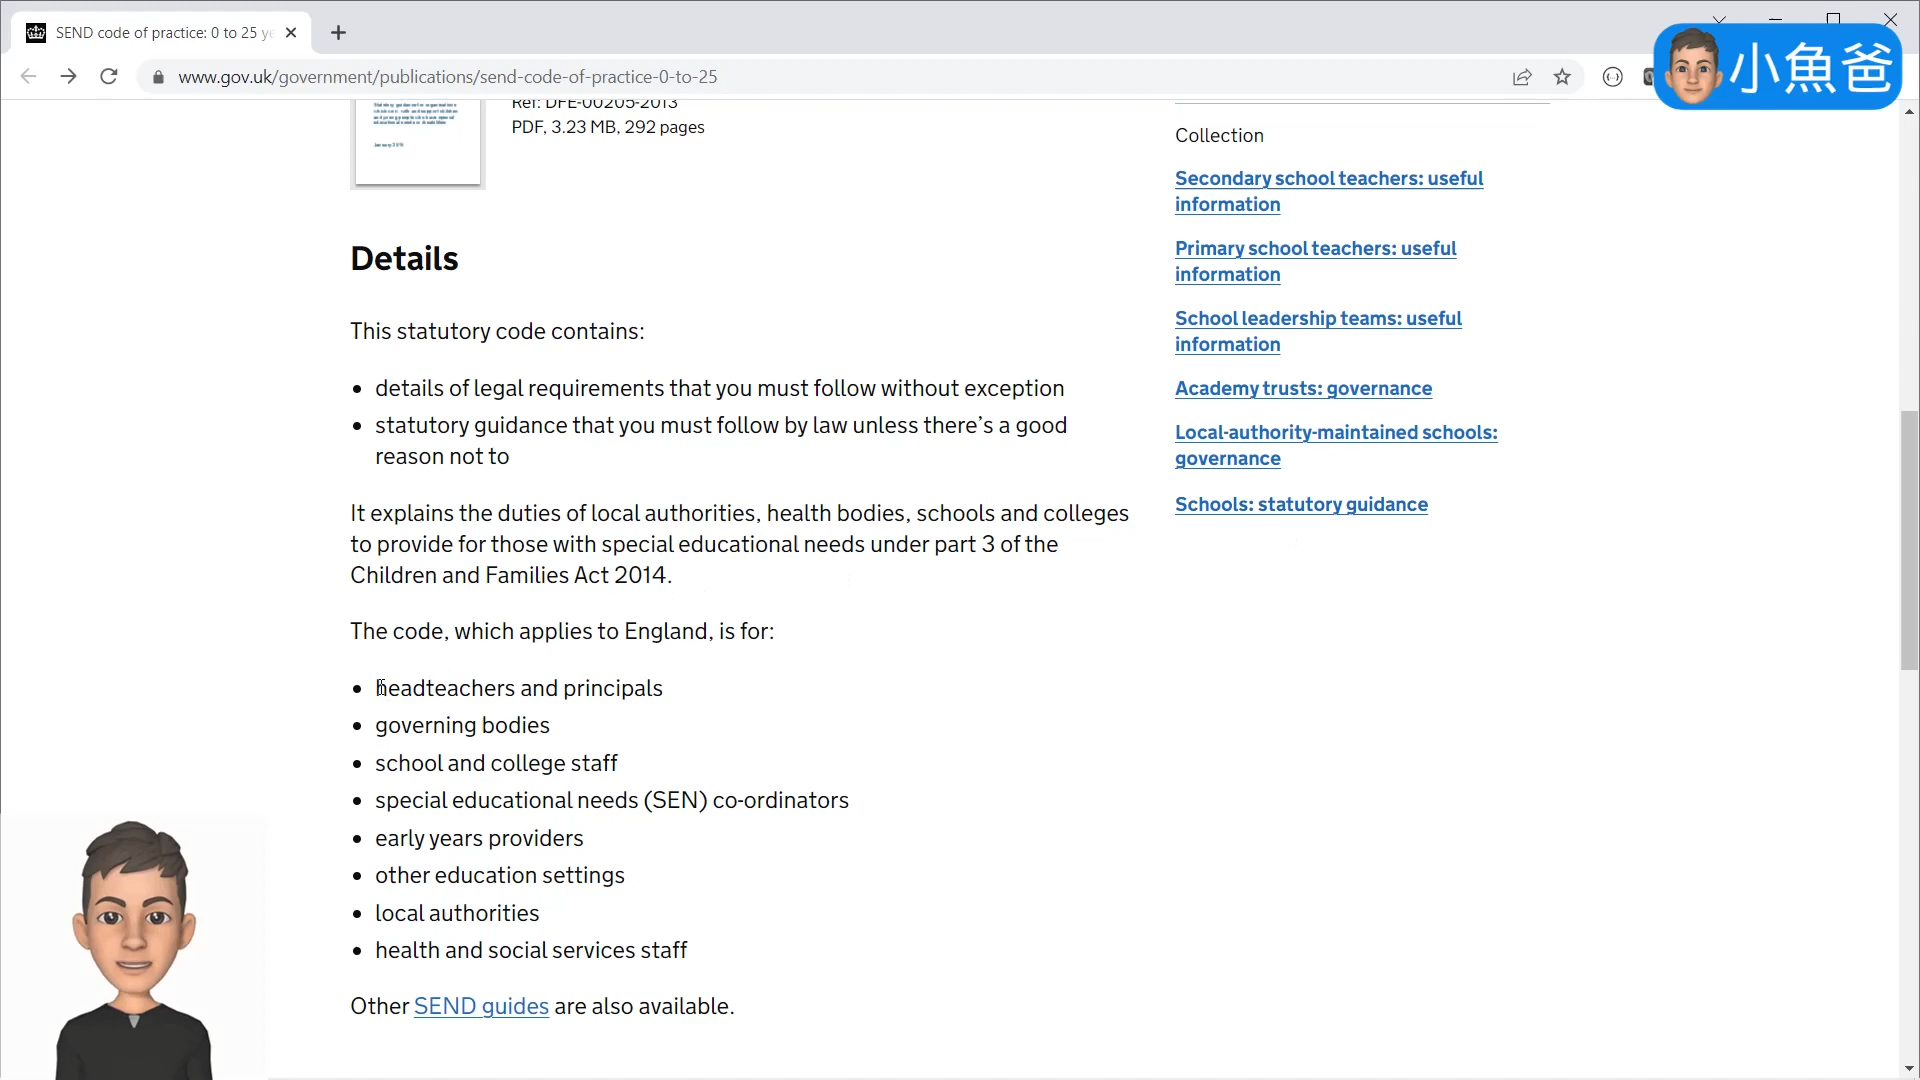 SEND code of practice: 0 to 25 ye
www.gov.uk/government/publications/send-code-of-practice-0-to-25
小魚爸
January 2015
Ref: DFE-00205-2013
PDF, 3.23 MB, 292 pages
Details
This statutory code contains:
details of legal requirements that you must follow without exception
statutory guidance that you must follow by law unless there’s a good
reason not to
It explains the duties of local authorities, health bodies, schools and colleges
to provide for those with special educational needs under part 3 of the
Children and Families Act 2014.
The code, which applies to England, is for:
headteachers and principals
governing bodies
school and college staff
special educational needs (SEN) co-ordinators
early years providers
other education settings
local authorities
health and social services staff
Other SEND guides are also available.
Collection
Secondary school teachers: useful
information
Primary school teachers: useful
information
School leadership teams: useful
information
Academy trusts: governance
Local-authority-maintained schools:
governance
Schools: statutory guidance